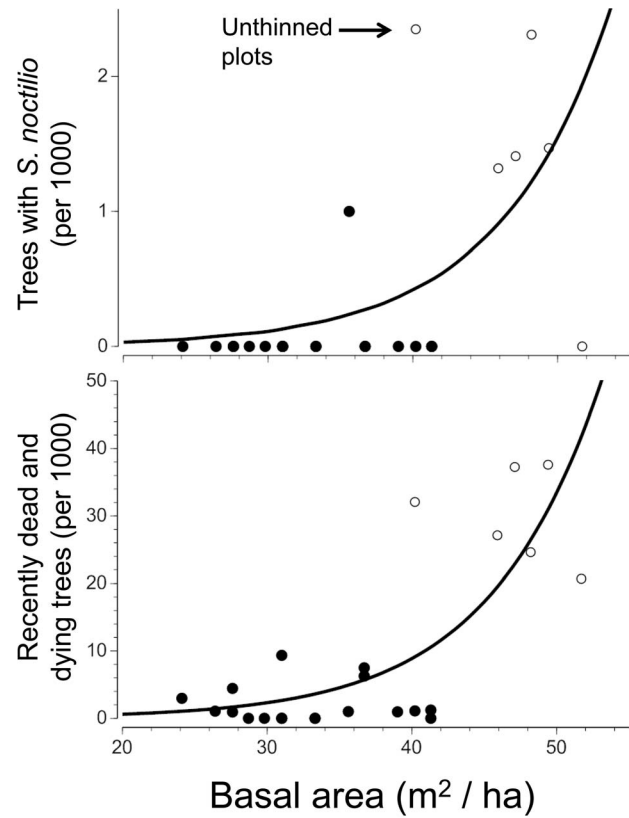 Unthinned
plots
Trees with S. noctilio
(per 1000)
2
1
0
Recently dead and
dying trees (per 1000)
50
40
30
20
10
0
20 30 40 50
Basal area (m² / ha)